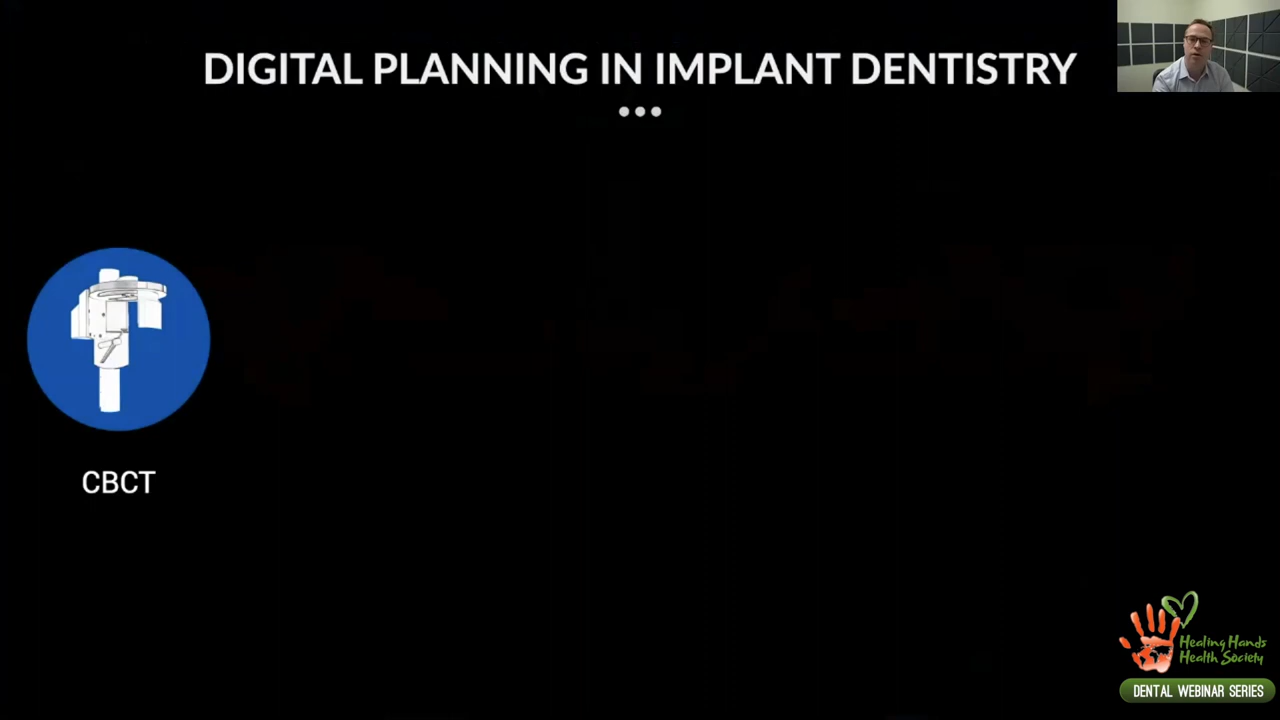 DIGITAL PLANNING IN IMPLANT DENTISTRY
CBCT
Healing Hands
Health Society
DENTAL WEBINAR SERIES